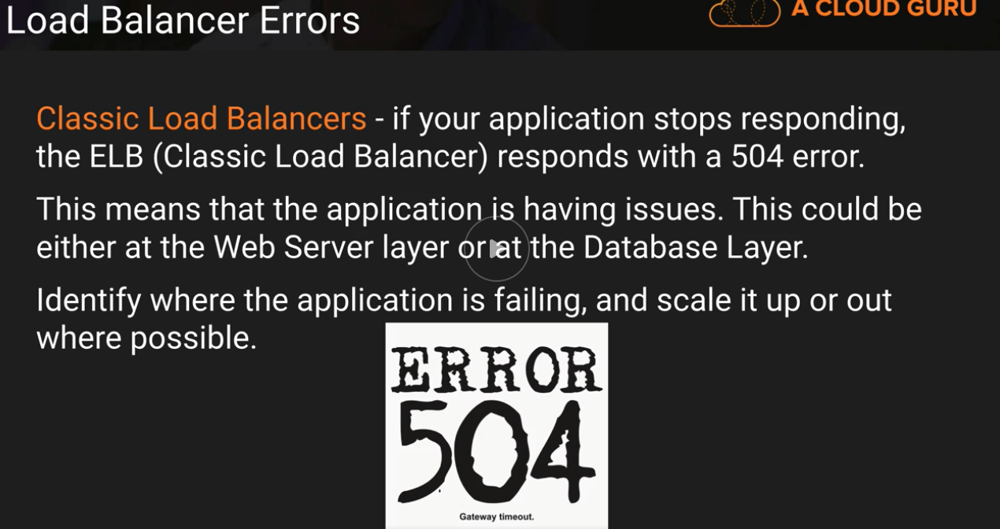 Load Balancer Errors
A CLOUD GURU
Classic Load Balancers - if your application stops responding,
the ELB (Classic Load Balancer) responds with a 504 error.
This means that the application is having issues. This could be
either at the Web Server layer or at the Database Layer.
Identify where the application is failing, and scale it up or out
where possible.
ERROR
504
Gateway timeout.